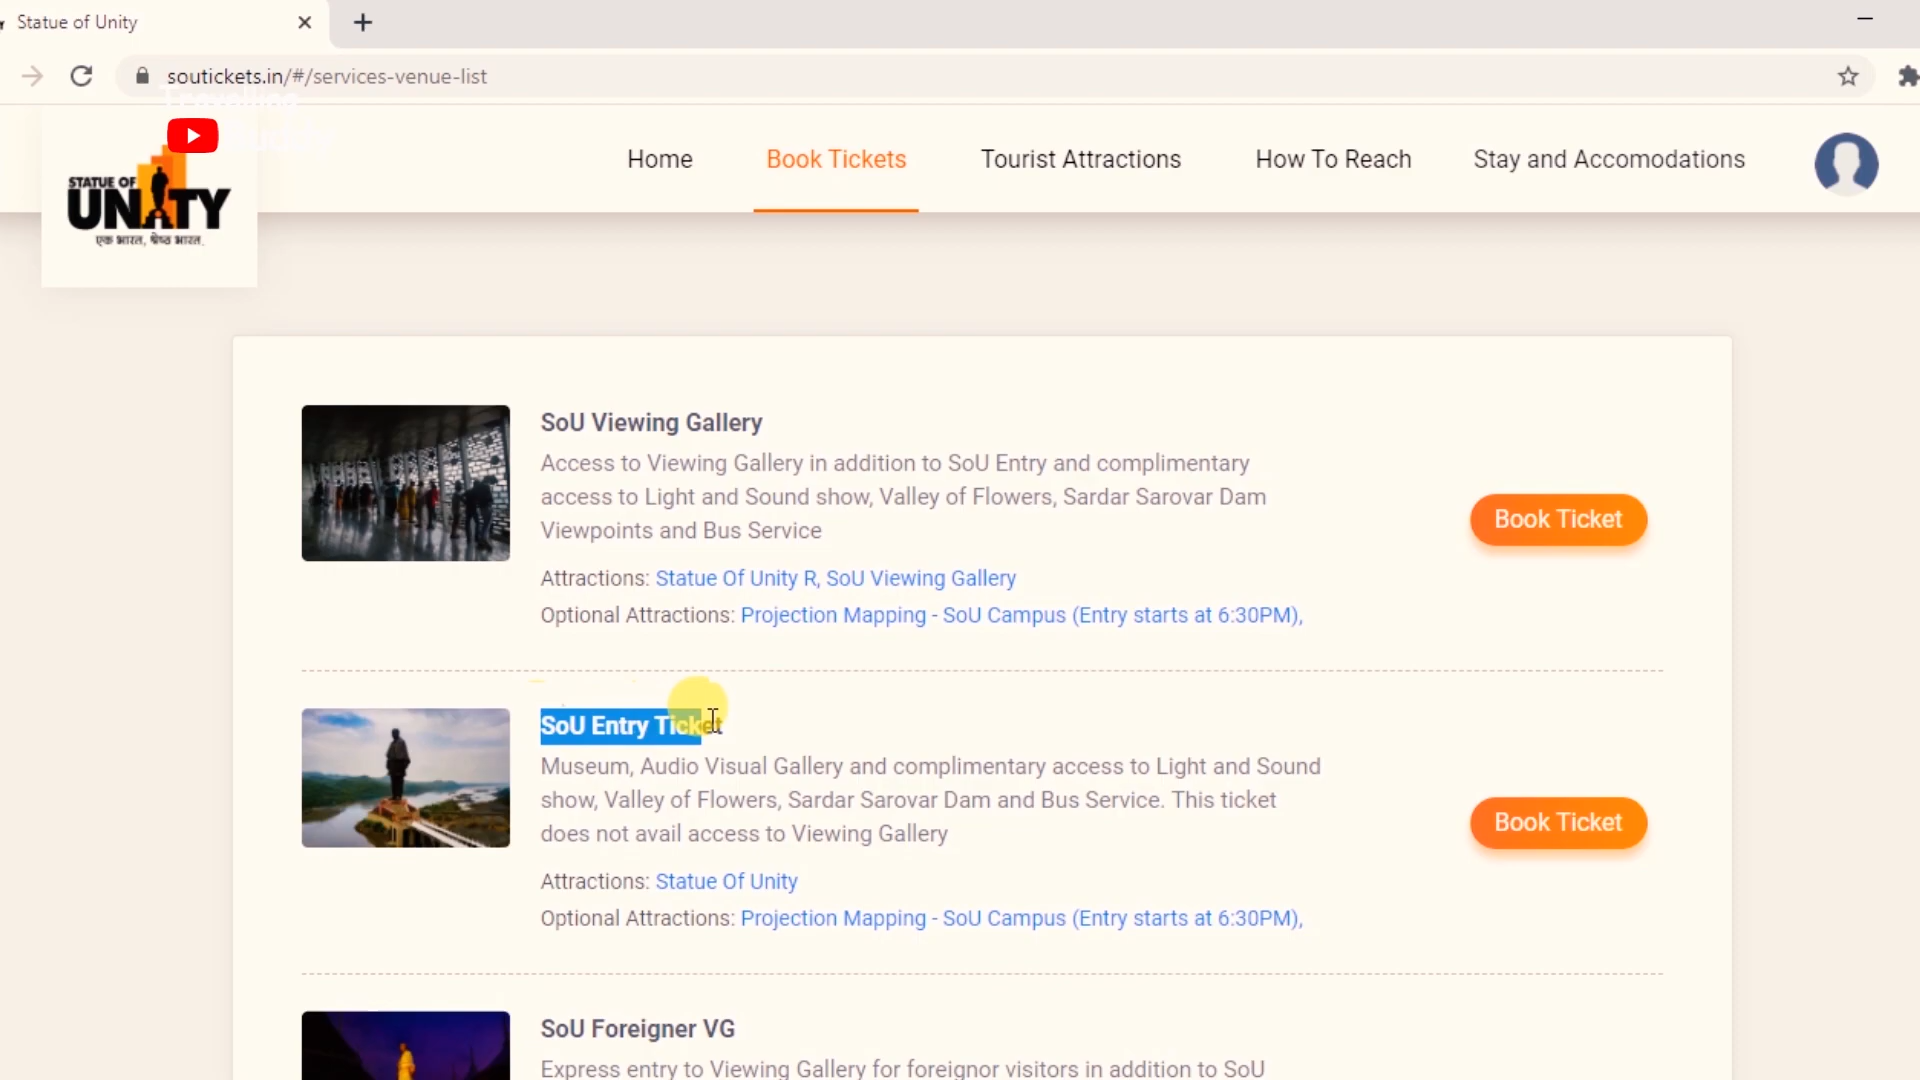 Statue of Unity
soutickets.in/#/services-venue-list
Travelling
STATUE OF
UNITY
एक भारत, श्रेष्ठ भारत.
Home
Book Tickets
Tourist Attractions
How To Reach
Stay and Accomodations
SoU Viewing Gallery
Access to Viewing Gallery in addition to SoU Entry and complimentary
access to Light and Sound show, Valley of Flowers, Sardar Sarovar Dam
Viewpoints and Bus Service
Attractions: Statue Of Unity R, SoU Viewing Gallery
Optional Attractions: Projection Mapping - SoU Campus (Entry starts at 6:30PM),
Book Ticket
SoU Entry Ticket
Museum, Audio Visual Gallery and complimentary access to Light and Sound
show, Valley of Flowers, Sardar Sarovar Dam and Bus Service. This ticket
does not avail access to Viewing Gallery
Attractions: Statue Of Unity
Optional Attractions: Projection Mapping - SoU Campus (Entry starts at 6:30PM),
Book Ticket
SoU Foreigner VG
Express entry to Viewing Gallery for foreignor visitors in addition to SoU